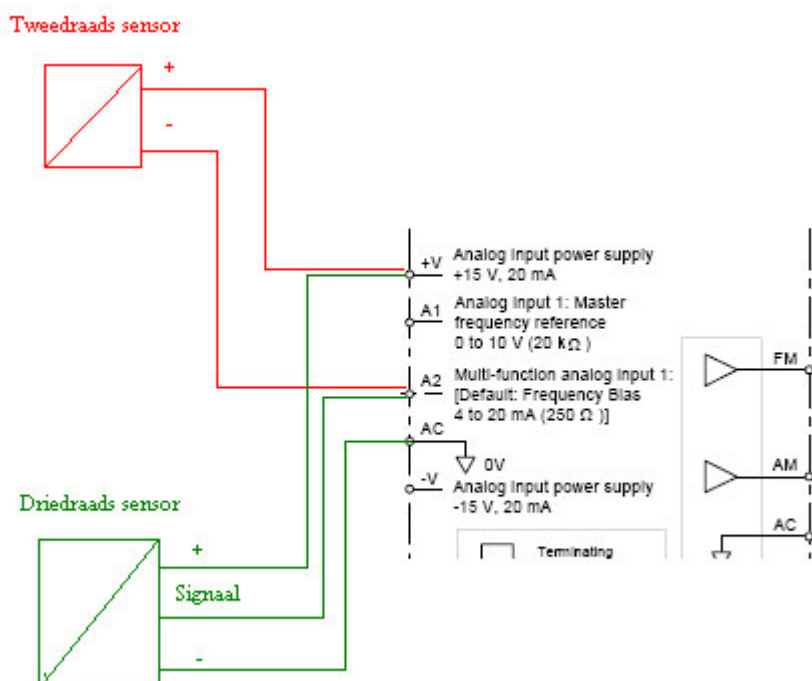 Tweedraads sensor
+
-
+V
Analog Input power supply
+15 V, 20 mA
A1
Analog Input 1: Master
frequency reference
0 to 10 V (20 kΩ )
A2
Multi-function analog Input 1:
[Default: Frequency Bias
4 to 20 mA (250 Ω )]
AC
0V
-V
Analog Input power supply
-15 V, 20 mA
Terminating
FM
AM
AC
Driedraads sensor
+
Signaal
-